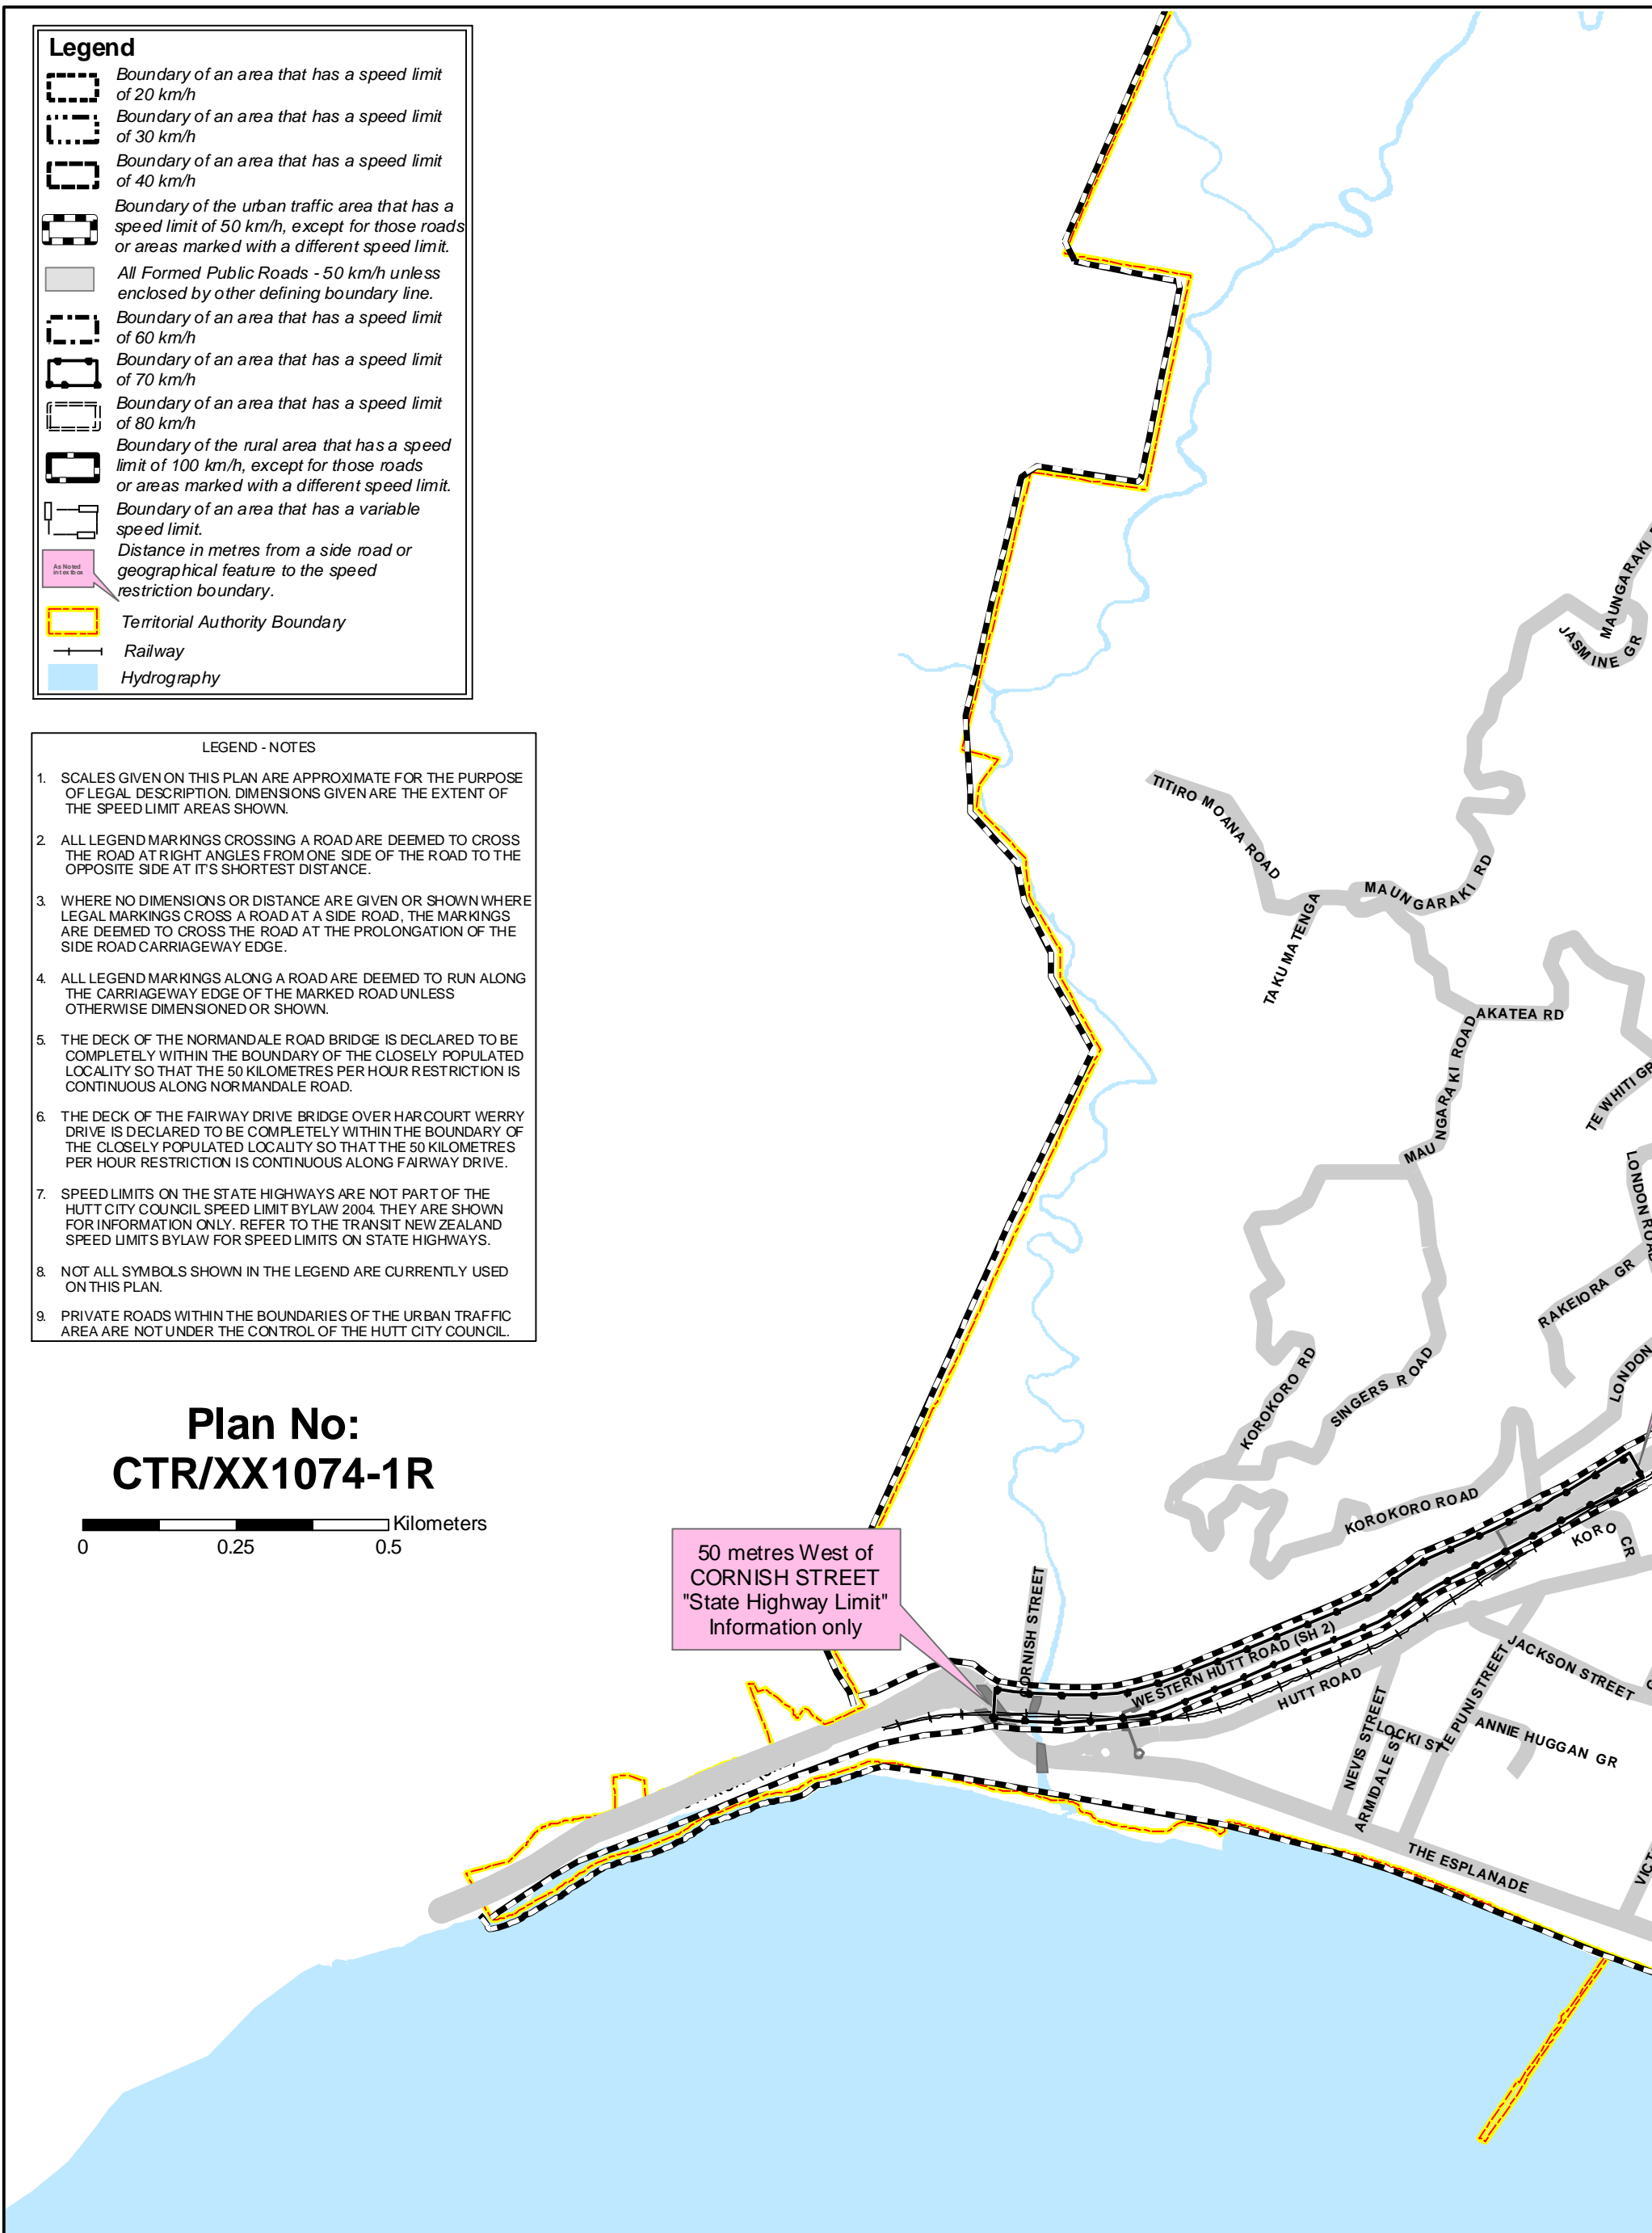 Legend
Boundary of an area that has a speed limit
of 20 km/h
Boundary of an area that has a speed limit
of 30 km/h
Boundary of an area that has a speed limit
of 40 km/h
Boundary of the urban traffic area that has a
speed limit of 50 km/h, except for those roads
or areas marked with a different speed limit.
All Formed Public Roads - 50 km/h unless
enclosed by other defining boundary line.
Boundary of an area that has a speed limit
of 60 km/h
Boundary of an area that has a speed limit
of 70 km/h
Boundary of an area that has a speed limit
of 80 km/h
Boundary of the rural area that has a speed
limit of 100 km/h, except for those roads
or areas marked with a different speed limit.
Boundary of an area that has a variable
speed limit.
As Noted
in textbox
Distance in metres from a side road or
geographical feature to the speed
restriction boundary.
Territorial Authority Boundary
Railway
Hydrography
LEGEND - NOTES
1. SCALES GIVEN ON THIS PLAN ARE APPROXIMATE FOR THE PURPOSE
OF LEGAL DESCRIPTION. DIMENSIONS GIVEN ARE THE EXTENT OF
THE SPEED LIMIT AREAS SHOWN.
2. ALL LEGEND MARKINGS CROSSING A ROAD ARE DEEMED TO CROSS
THE ROAD AT RIGHT ANGLES FROM ONE SIDE OF THE ROAD TO THE
OPPOSITE SIDE AT IT'S SHORTEST DISTANCE.
3. WHERE NO DIMENSIONS OR DISTANCE ARE GIVEN OR SHOWN WHERE
LEGAL MARKINGS CROSS A ROAD AT A SIDE ROAD, THE MARKINGS
ARE DEEMED TO CROSS THE ROAD AT THE PROLONGATION OF THE
SIDE ROAD CARRIAGEWAY EDGE.
4. ALL LEGEND MARKINGS ALONG A ROAD ARE DEEMED TO RUN ALONG
THE CARRIAGEWAY EDGE OF THE MARKED ROAD UNLESS
OTHERWISE DIMENSIONED OR SHOWN.
5. THE DECK OF THE NORMANDALE ROAD BRIDGE IS DECLARED TO BE
COMPLETELY WITHIN THE BOUNDARY OF THE CLOSELY POPULATED
LOCALITY SO THAT THE 50 KILOMETRES PER HOUR RESTRICTION IS
CONTINUOUS ALONG NORMANDALE ROAD.
6. THE DECK OF THE FAIRWAY DRIVE BRIDGE OVER HARCOURT WERRY
DRIVE IS DECLARED TO BE COMPLETELY WITHIN THE BOUNDARY OF
THE CLOSELY POPULATED LOCALITY SO THAT THE 50 KILOMETRES
PER HOUR RESTRICTION IS CONTINUOUS ALONG FAIRWAY DRIVE.
7. SPEED LIMITS ON THE STATE HIGHWAYS ARE NOT PART OF THE
HUTT CITY COUNCIL SPEED LIMIT BYLAW 2004. THEY ARE SHOWN
FOR INFORMATION ONLY. REFER TO THE TRANSIT NEW ZEALAND
SPEED LIMITS BYLAW FOR SPEED LIMITS ON STATE HIGHWAYS.
8. NOT ALL SYMBOLS SHOWN IN THE LEGEND ARE CURRENTLY USED
ON THIS PLAN.
9. PRIVATE ROADS WITHIN THE BOUNDARIES OF THE URBAN TRAFFIC
AREA ARE NOT UNDER THE CONTROL OF THE HUTT CITY COUNCIL.
Plan No:
CTR/XX1074-1R
Kilometers
0 0.25 0.5
MAUNGARAKI
JASMINE GR
TITIRO MOANA ROAD
MAUNGARAKI RD
TAKU MATENGA
AKATEA RD
MAUNGARAKI ROAD
TE WHITI GR
LONDON ROAD
RAKEIORA GR
LONDON
KOROKORO RD
SINGERS ROAD
KOROKORO ROAD
KORO CR
50 metres West of
CORNISH STREET
"State Highway Limit"
Information only
CORNISH STREET
WESTERN HUTT ROAD (SH 2)
HUTT ROAD
JACKSON STREET
TE PUNI STREET
NEVIS STREET
LOCKI ST
ARMIDALE ST
ANNIE HUGGAN GR
THE ESPLANADE
VICT